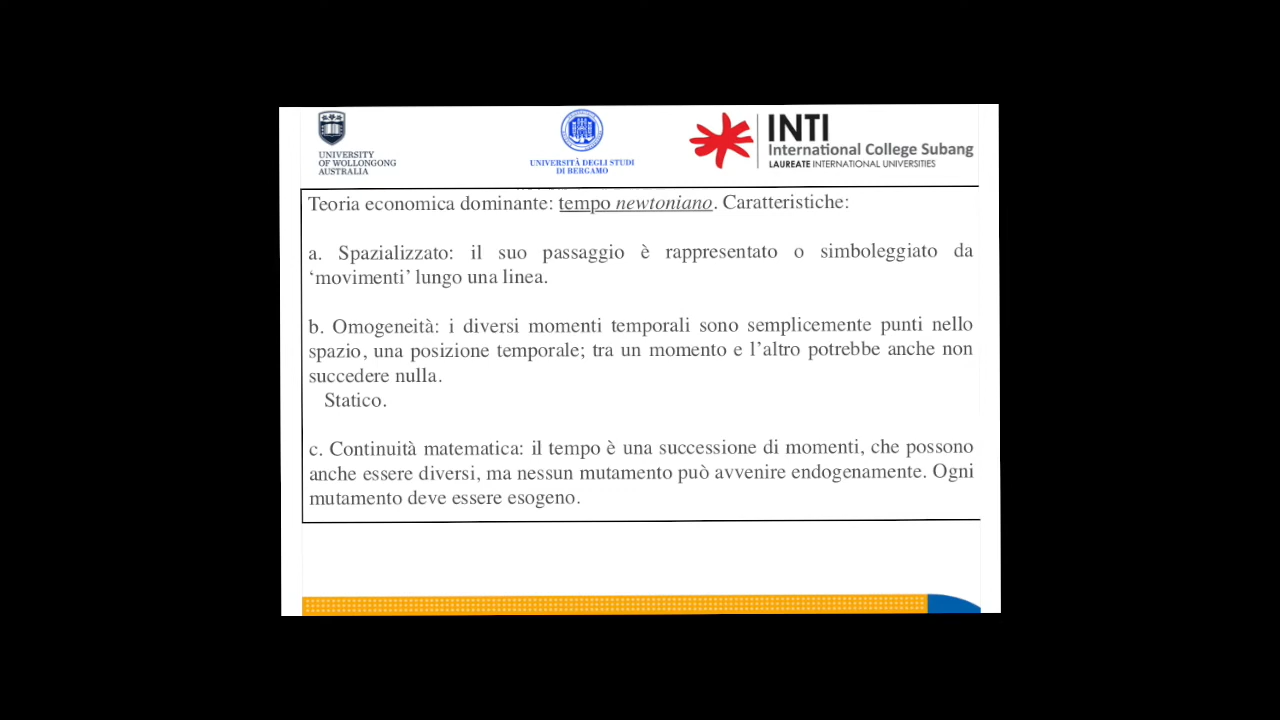 UNIVERSITY
OF WOLLONGONG
AUSTRALIA
UNIVERSITÀ DEGLI STUDI
DI BERGAMO
INTI
International College Subang
LAUREATE INTERNATIONAL UNIVERSITIES
Teoria economica dominante: tempo newtoniano. Caratteristiche:
a. Spazializzato: il suo passaggio è rappresentato o simboleggiato da
‘movimenti’ lungo una linea.
b. Omogeneità: i diversi momenti temporali sono semplicemente punti nello
spazio, una posizione temporale; tra un momento e l’altro potrebbe anche non
succedere nulla.
Statico.
c. Continuità matematica: il tempo è una successione di momenti, che possono
anche essere diversi, ma nessun mutamento può avvenire endogenamente. Ogni
mutamento deve essere esogeno.